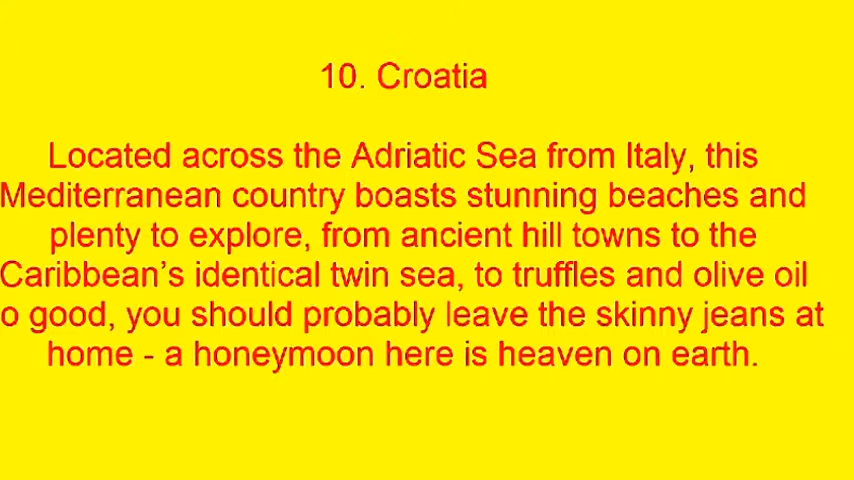 10. Croatia
Located across the Adriatic Sea from Italy, this
Mediterranean country boasts stunning beaches and
plenty to explore, from ancient hill towns to the
Caribbean’s identical twin sea, to truffles and olive oil
o good, you should probably leave the skinny jeans at
home - a honeymoon here is heaven on earth.